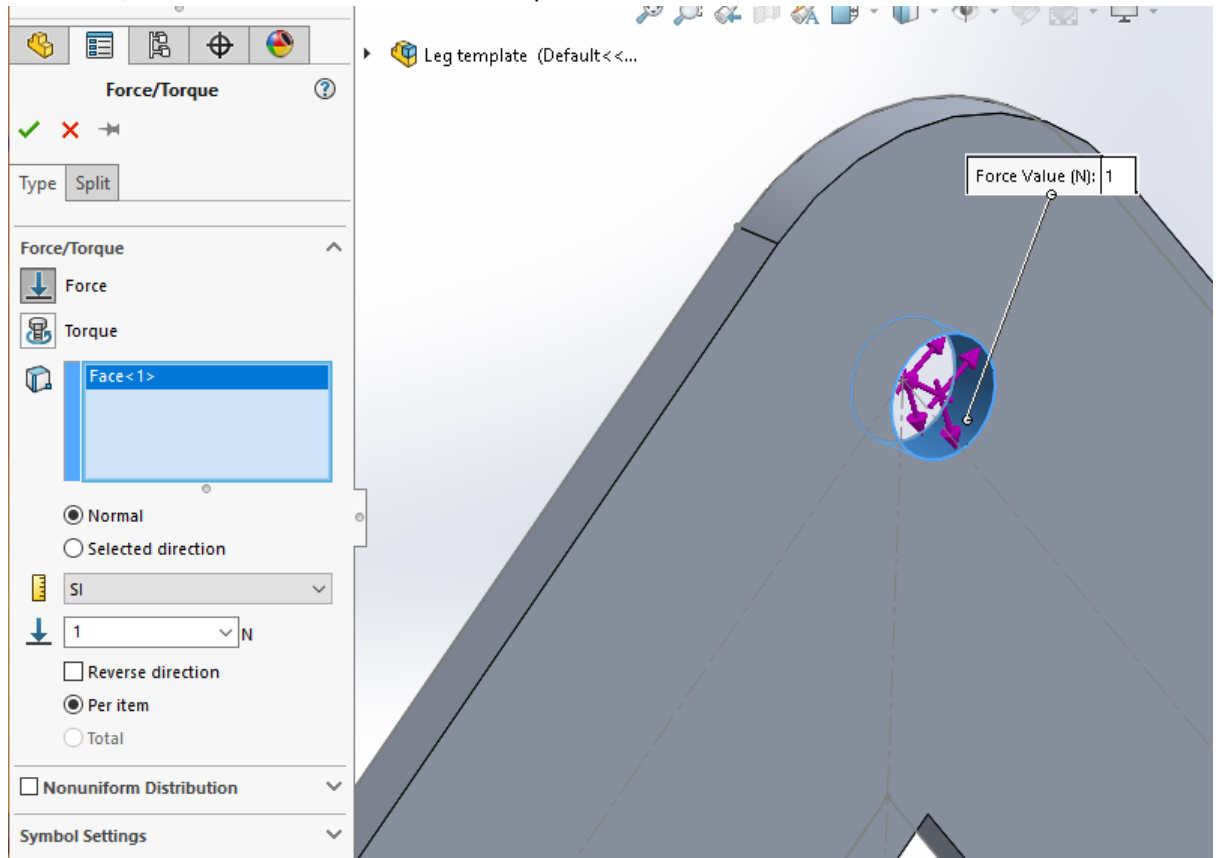 Leg template (Default<<...
Force/Torque
Type Split
Force/Torque
Force
Torque
Face<1>
Normal
Selected direction
SI
1 N
Reverse direction
Per item
Total
Nonuniform Distribution
Symbol Settings
Force Value (N): 1